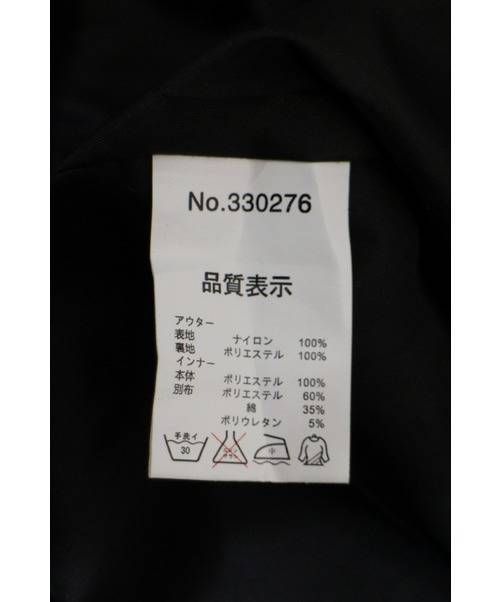 No.330276
品質表示
アウター
表地 ナイロン 100%
裏地 ポリエステル 100%
インナー
本体 ポリエステル 100%
別布 ポリエステル 60%
綿 35%
ポリウレタン 5%
手洗イ
30
中